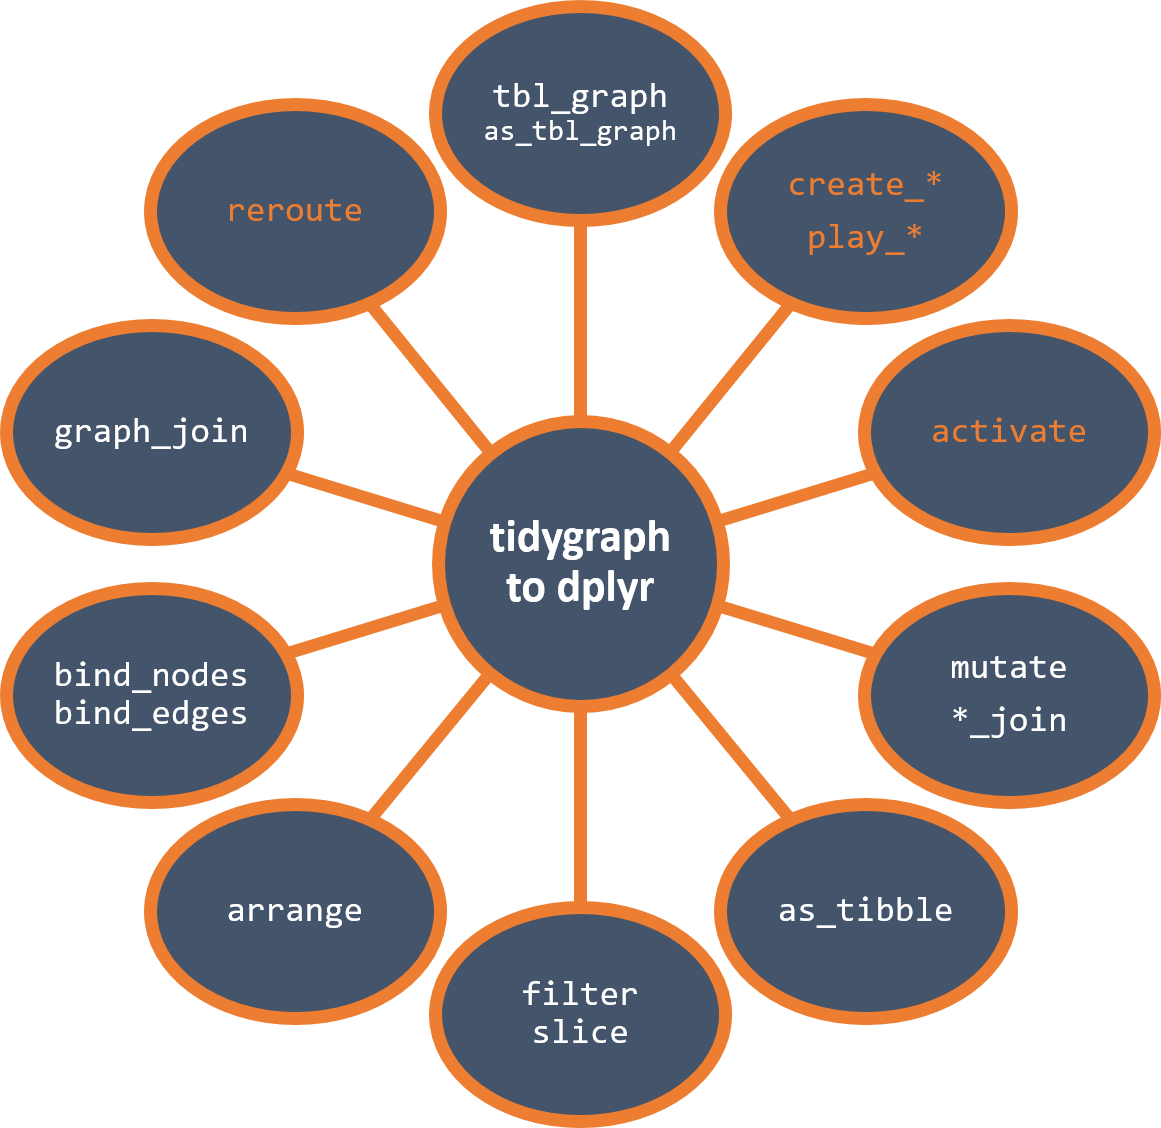 tbl_graph
as_tbl_graph
create_*
play_*
activate
mutate
*_join
as_tibble
filter
slice
arrange
bind_nodes
bind_edges
graph_join
reroute
tidygraph
to dplyr